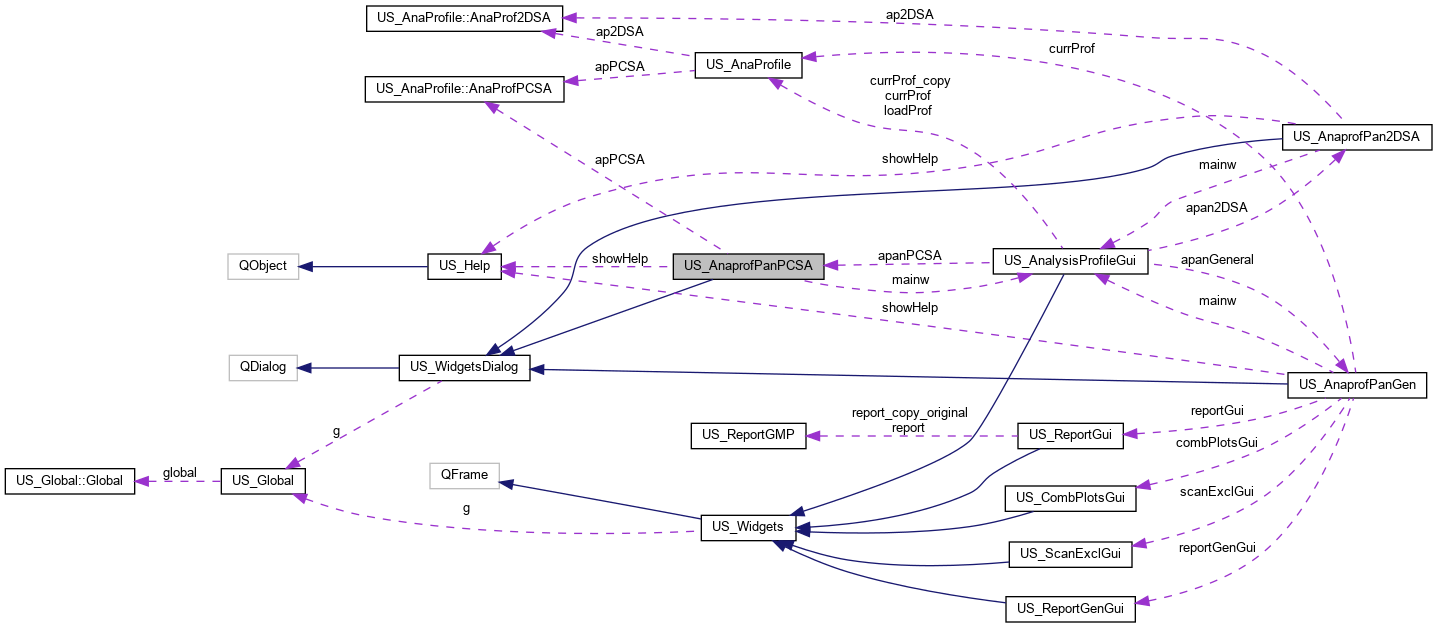 US_AnaProfile::AnaProf2DSA
ap2DSA
ap2DSA
currProf
US_AnaProfile
apPCSA
US_AnaProfile::AnaProfPCSA
currProf_copy
currProf
loadProf
US_AnaprofPan2DSA
apPCSA
showHelp
mainw
apan2DSA
QObject
US_Help
showHelp
US_AnaprofPanPCSA
apanPCSA
mainw
US_AnalysisProfileGui
apanGeneral
mainw
showHelp
QDialog
US_WidgetsDialog
US_AnaprofPanGen
g
US_ReportGMP
report_copy_original
report
US_ReportGui
reportGui
combPlotsGui
US_Global::Global
global
US_Global
QFrame
g
US_Widgets
US_CombPlotsGui
scanExclGui
US_ScanExclGui
reportGenGui
US_ReportGenGui